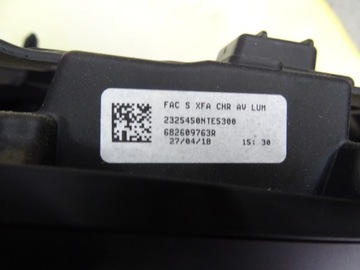 FAC S XFA CHR AV LUM
2325450NTE5300
682609763R
27/04/18 15:30